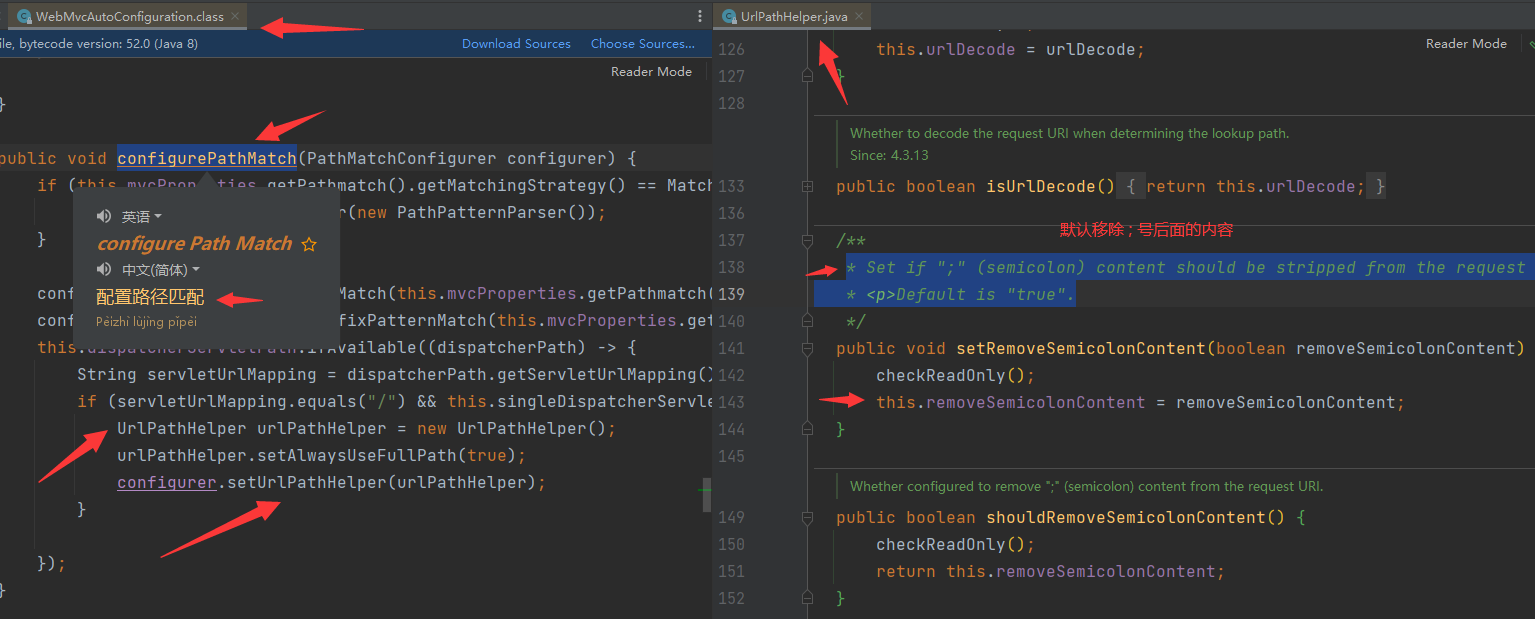 WebMvcAutoConfiguration.class
ile, bytecode version: 52.0 (Java 8)
Download Sources
Choose Sources...
Reader Mode
}
public void configurePathMatch(PathMatchConfigurer configurer) {
if (this.mvcProperties.getPathmatch().getMatchingStrategy() == Match
r(new PathPatternParser());
}
conf
Match(this.mvcProperties.getPathmatch(
conf
fixPatternMatch(this.mvcProperties.get
this.dispatcherServletPath.ifAvailable((dispatcherPath) -> {
String servletUrlMapping = dispatcherPath.getServletUrlMapping()
if (servletUrlMapping.equals("/") && this.singleDispatcherServle
UrlPathHelper urlPathHelper = new UrlPathHelper();
urlPathHelper.setAlwaysUseFullPath(true);
configurer.setUrlPathHelper(urlPathHelper);
}
});
}
英语
configure Path Match
中文(简体)
配置路径匹配
Pèizhì lùjìng pǐpèi
UrlPathHelper.java
Reader Mode
126 this.urlDecode = urlDecode;
127 }
128
Whether to decode the request URI when determining the lookup path.
Since: 4.3.13
133 public boolean isUrlDecode() { return this.urlDecode; }
136
默认移除 ; 号后面的内容
137 /**
138 * Set if ";" (semicolon) content should be stripped from the request
139 * <p>Default is "true".
140 */
141 public void setRemoveSemicolonContent(boolean removeSemicolonContent)
142 checkReadOnly();
143 this.removeSemicolonContent = removeSemicolonContent;
144 }
145
Whether configured to remove ";" (semicolon) content from the request URI.
149 public boolean shouldRemoveSemicolonContent() {
150 checkReadOnly();
151 return this.removeSemicolonContent;
152 }